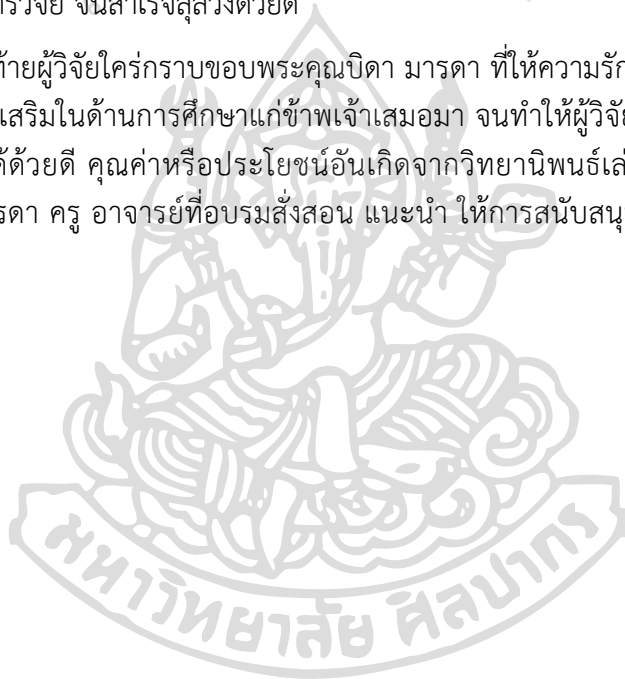 จนสำเร็จลุล่วงด้วยดี
ท้ายผู้วิจัยใคร่กราบขอบพระคุณบิดา มารดา ที่ให้ความรัก
เสริมในด้านการศึกษาแก่ข้าพเจ้าเสมอมา จนทำให้ผู้วิจัย
ด้วยดี คุณค่าหรือประโยชน์อันเกิดจากวิทยานิพนธ์เล่
รดา ครู อาจารย์ที่อบรมสั่งสอน แนะนำ ให้การสนับสนุ
มหาวิทยาลัย ศิลปากร